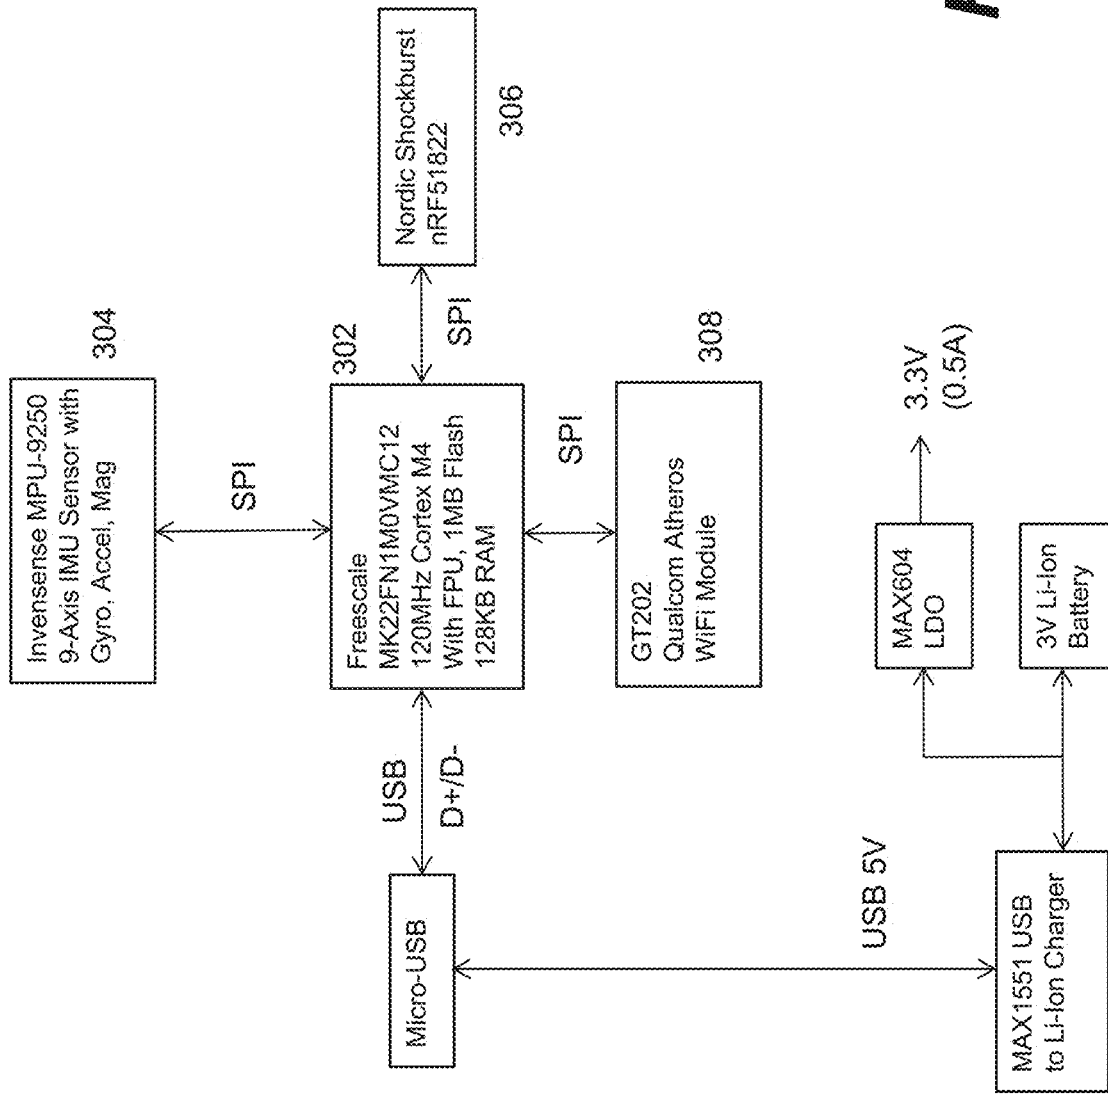 Invensense MPU-9250
9-Axis IMU Sensor with
Gyro, Accel, Mag
304
SPI
302
Freescale
MK22FN1M0VMC12
120MHz Cortex M4
With FPU, 1MB Flash
128KB RAM
USB
D+/D-
Micro-USB
SPI
Nordic Shockburst
nRF51822
306
SPI
308
GT202
Qualcom Atheros
WiFi Module
USB 5V
MAX1551 USB
to Li-Ion Charger
MAX604
LDO
3.3V
(0.5A)
3V Li-Ion
Battery